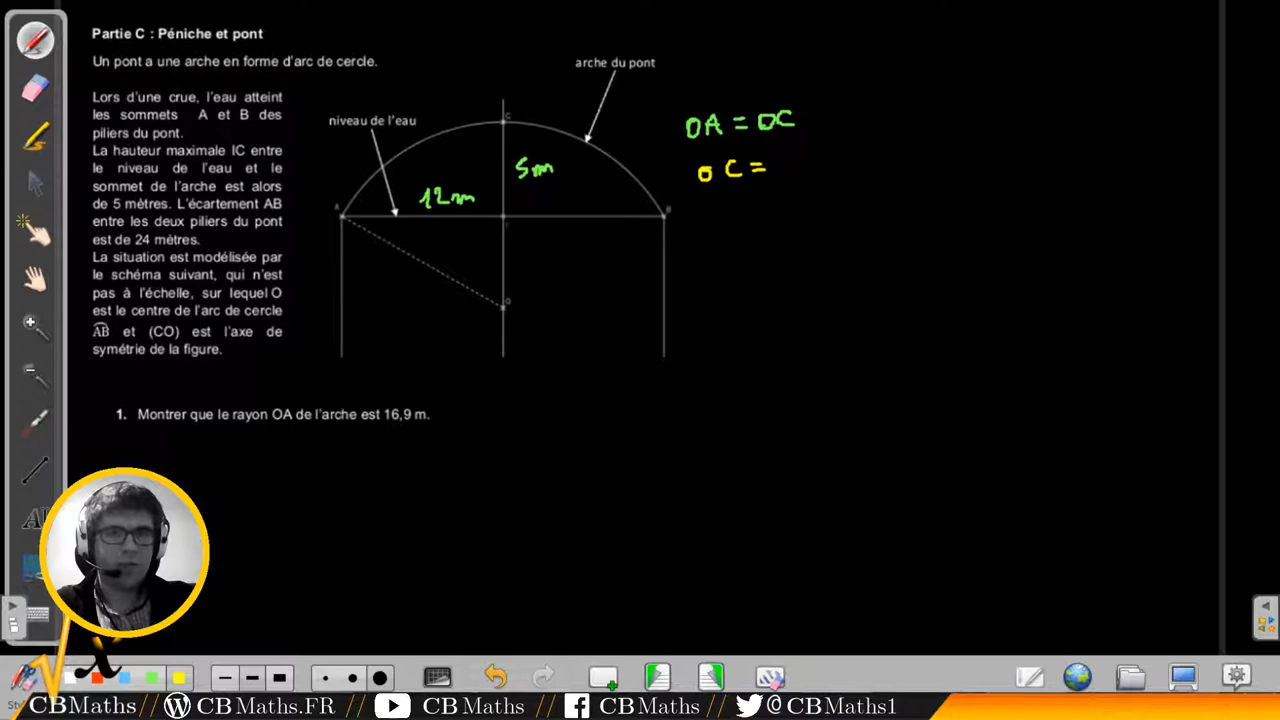 Partie C : Péniche et pont
Un pont a une arche en forme d'arc de cercle.
Lors d'une crue, l'eau atteint
les sommets A et B des
piliers du pont.
La hauteur maximale IC entre
le niveau de l'eau et le
sommet de l'arche est alors
de 5 mètres. L'écartement AB
entre les deux piliers du pont
est de 24 mètres.
La situation est modélisée par
le schéma suivant, qui n'est
pas à l'échelle, sur lequel O
est le centre de l'arc de cercle
AB et (CO) est l'axe de
symétrie de la figure.
arche du pont
niveau de l'eau
C
A
B
I
O
5m
12m
OA = OC
OC =
1. Montrer que le rayon OA de l'arche est 16,9 m.
CBMaths
CBMaths.FR
CBMaths
CBMaths
@CBMaths1